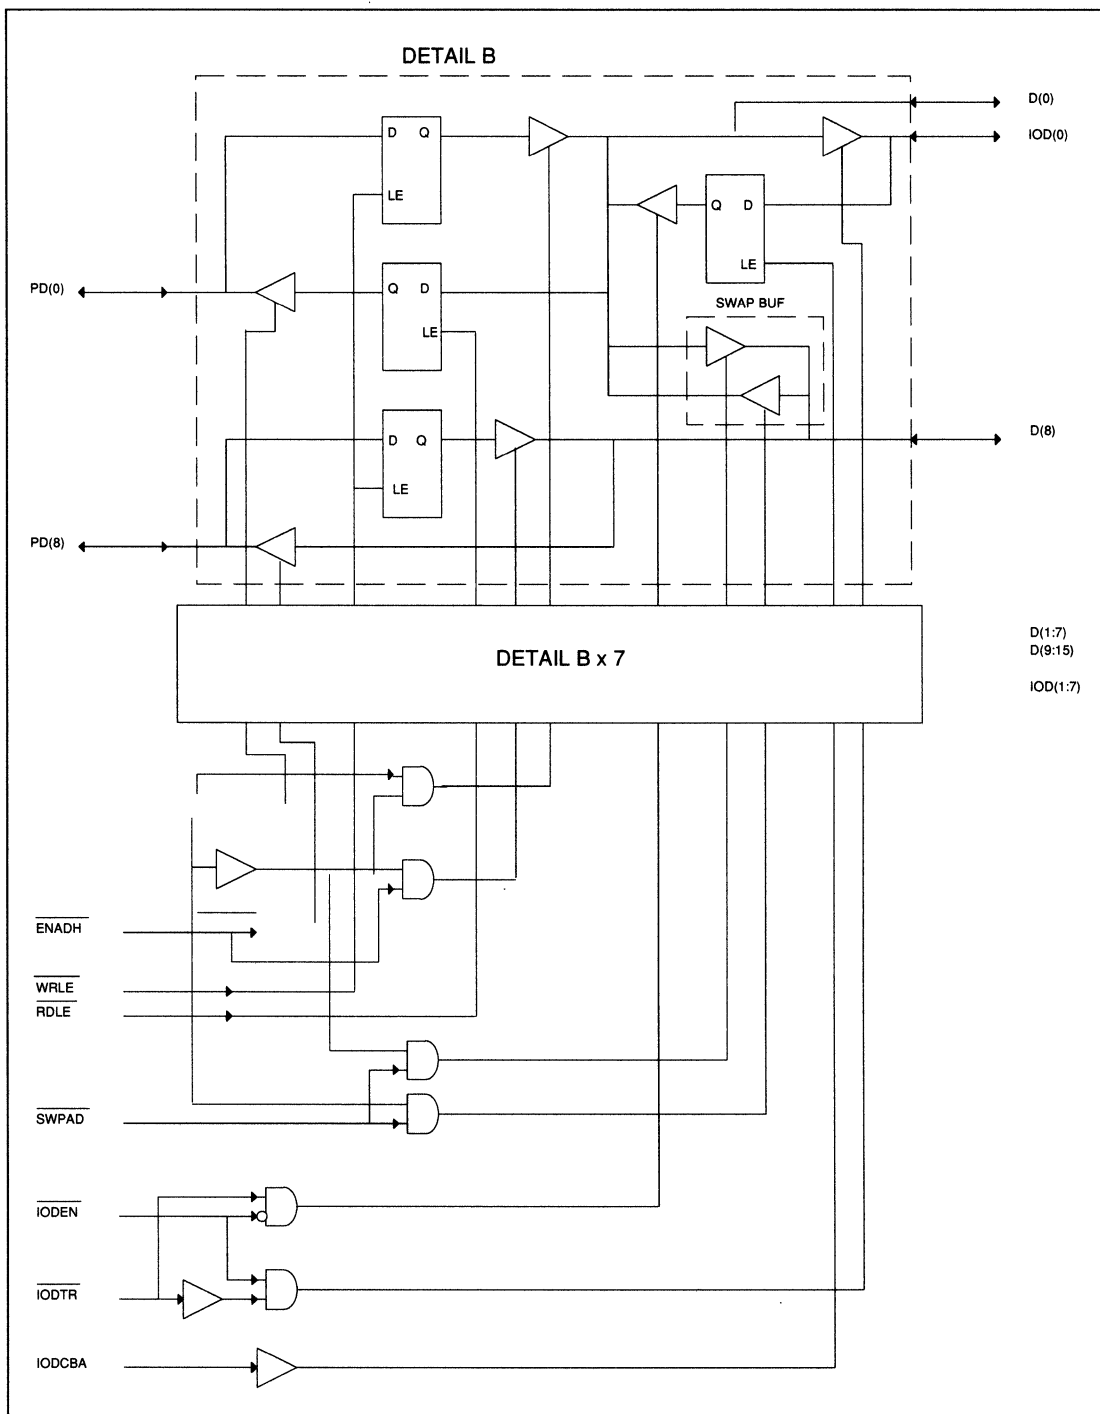 DETAIL B
D(0)
D Q
IOD(0)
LE
Q D
LE
PD(0)
Q D
SWAP BUF
LE
D Q
D(8)
LE
PD(8)
D(1:7)
DETAIL B x 7
D(9:15)
IOD(1:7)
ENADH
WRLE
RDLE
SWPAD
IODEN
IODTR
IODCBA